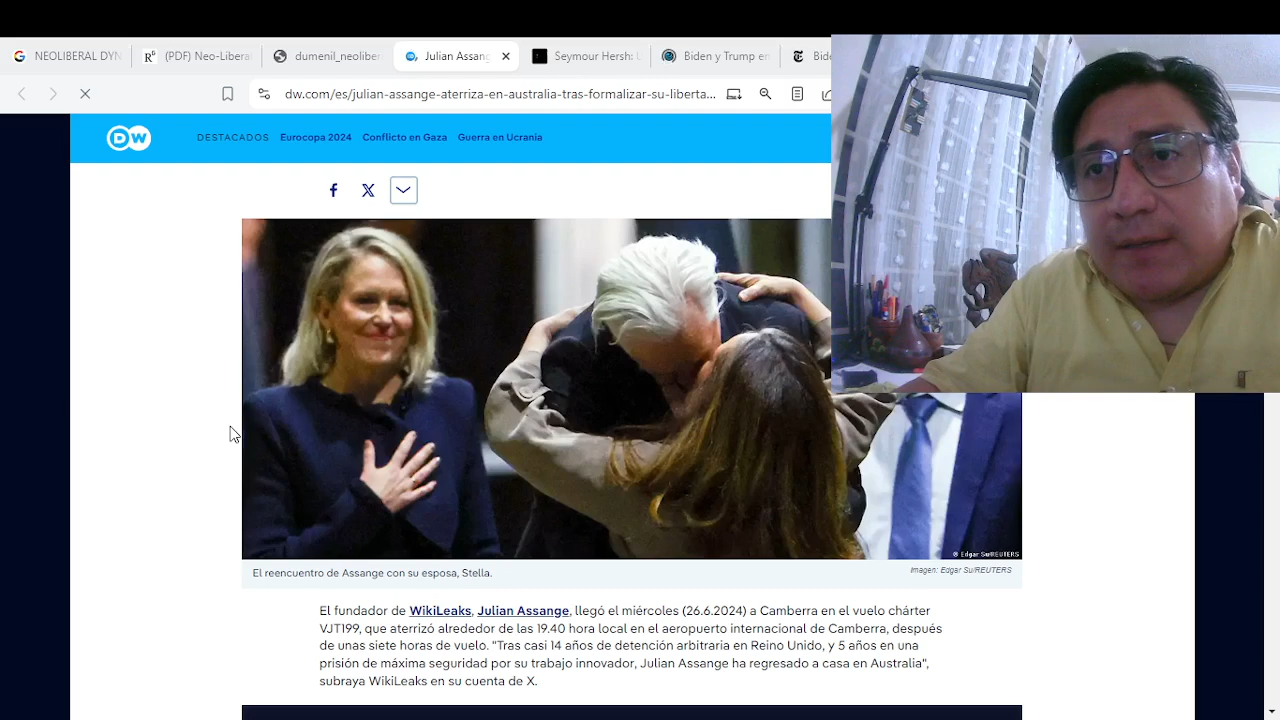 NEOLIBERAL DYN
R⁶ (PDF) Neo-Libera
dumenil_neoliber
Julian Assang
Seymour Hersh: L
Biden y Trump en
Bide
dw.com/es/julian-assange-aterriza-en-australia-tras-formalizar-su-liberta...
DW
DESTACADOS Eurocopa 2024 Conflicto en Gaza Guerra en Ucrania
© Edgar Su/REUTERS
El reencuentro de Assange con su esposa, Stella.
Imagen: Edgar Su/REUTERS
El fundador de WikiLeaks, Julian Assange, llegó el miércoles (26.6.2024) a Camberra en el vuelo chárter
VJT199, que aterrizó alrededor de las 19.40 hora local en el aeropuerto internacional de Camberra, después
de unas siete horas de vuelo. "Tras casi 14 años de detención arbitraria en Reino Unido, y 5 años en una
prisión de máxima seguridad por su trabajo innovador, Julian Assange ha regresado a casa en Australia",
subraya WikiLeaks en su cuenta de X.